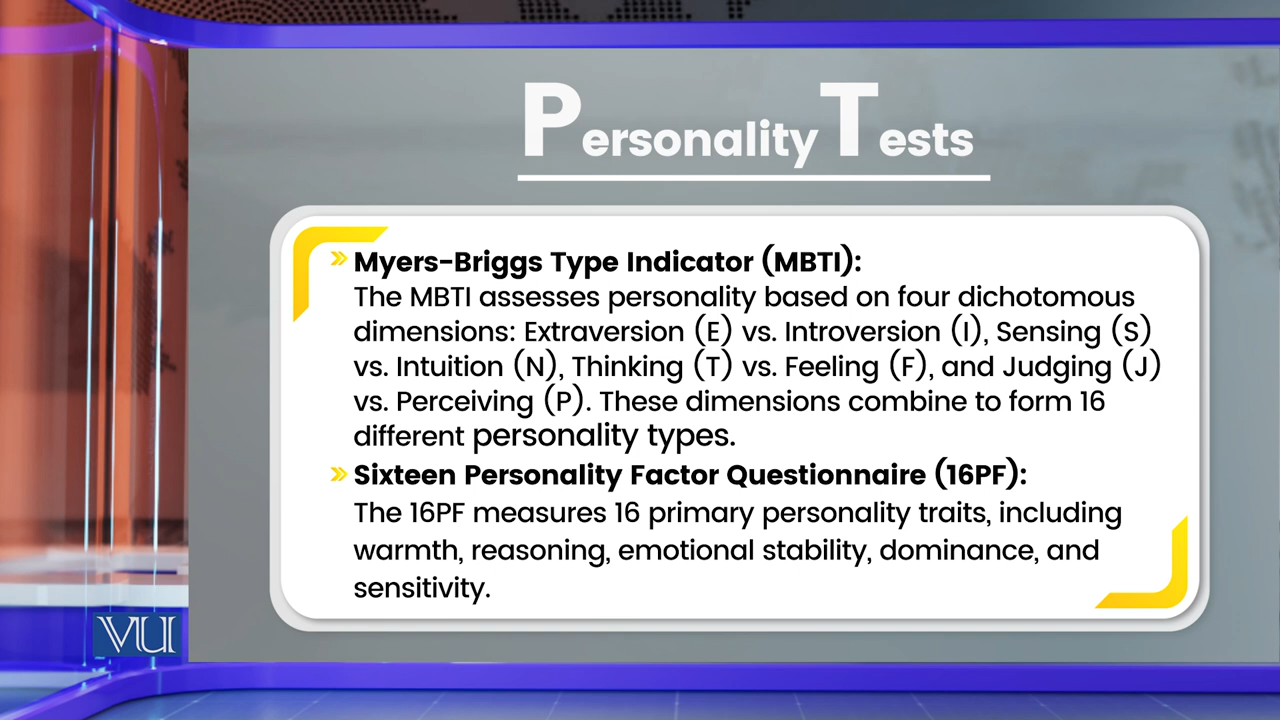 Personality Tests
Myers-Briggs Type Indicator (MBTI):
The MBTI assesses personality based on four dichotomous
dimensions: Extraversion (E) vs. Introversion (I), Sensing (S)
vs. Intuition (N), Thinking (T) vs. Feeling (F), and Judging (J)
vs. Perceiving (P). These dimensions combine to form 16
different personality types.
Sixteen Personality Factor Questionnaire (16PF):
The 16PF measures 16 primary personality traits, including
warmth, reasoning, emotional stability, dominance, and
sensitivity.
VU